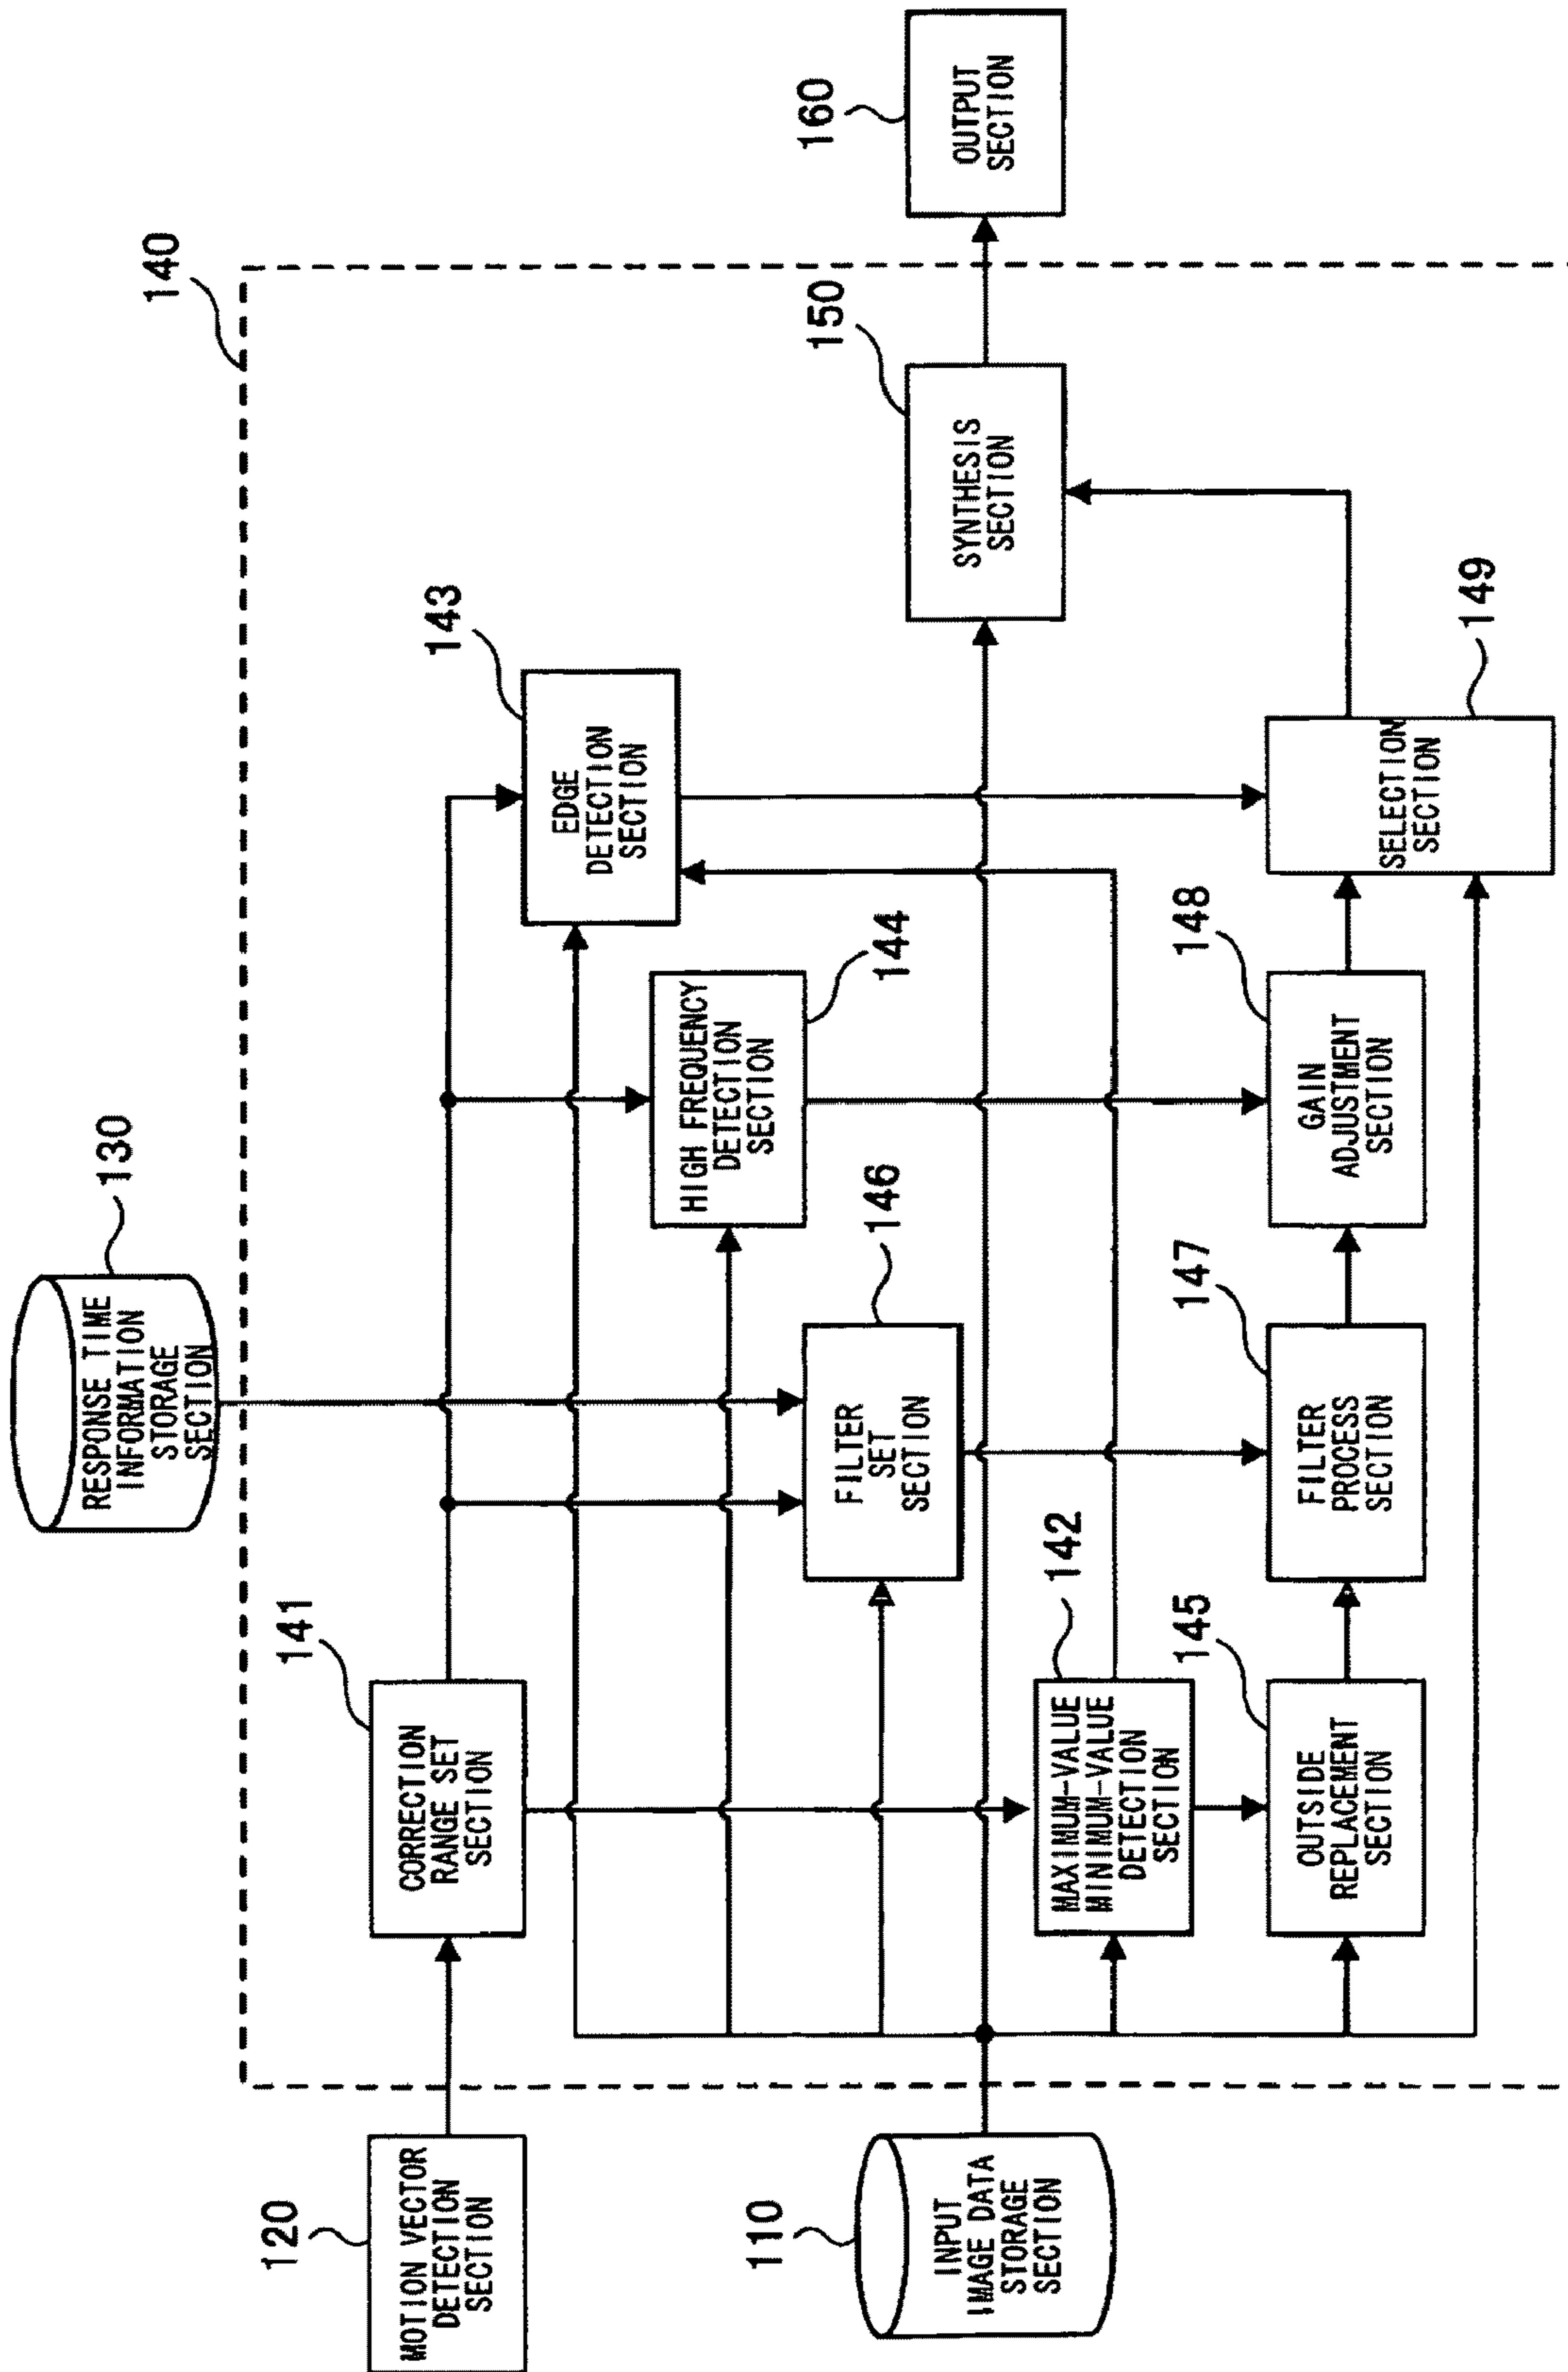 130
RESPONSE TIME
INFORMATION
STORAGE
SECTION
140
120
MOTION VECTOR
DETECTION
SECTION
141
CORRECTION
RANGE SET
SECTION
143
EDGE
DETECTION
SECTION
144
HIGH FREQUENCY
DETECTION
SECTION
146
FILTER
SET
SECTION
110
INPUT
IMAGE DATA
STORAGE
SECTION
150
SYNTHESIS
SECTION
160
OUTPUT
SECTION
142
MAXIMUM-VALUE
MINIMUM-VALUE
DETECTION
SECTION
145
OUTSIDE
REPLACEMENT
SECTION
147
FILTER
PROCESS
SECTION
148
GAIN
ADJUSTMENT
SECTION
149
SELECTION
SECTION